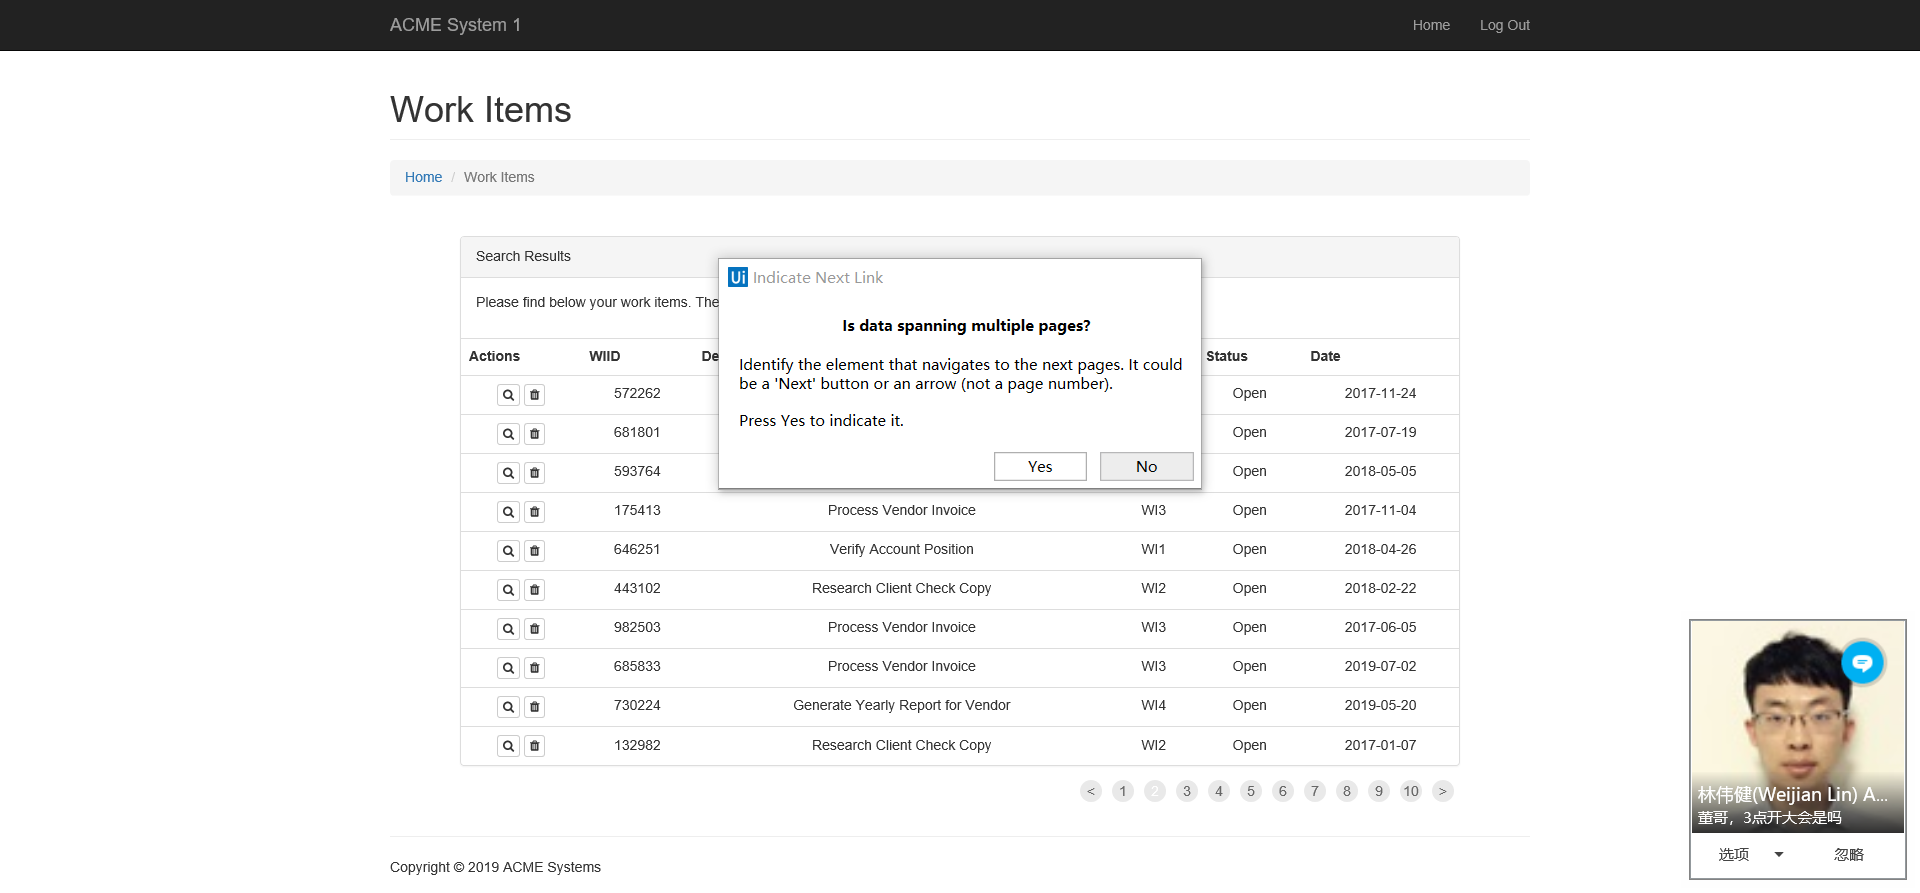 ACME System 1
Home
Log Out
Work Items
Home / Work Items
Search Results
Please find below your work items. The
Ui Indicate Next Link
Is data spanning multiple pages?
Identify the element that navigates to the next pages. It could
be a 'Next' button or an arrow (not a page number).
Press Yes to indicate it.
Yes
No
Actions WIID De Status Date
572262 Open 2017-11-24
681801 Open 2017-07-19
593764 Open 2018-05-05
175413 Process Vendor Invoice WI3 Open 2017-11-04
646251 Verify Account Position WI1 Open 2018-04-26
443102 Research Client Check Copy WI2 Open 2018-02-22
982503 Process Vendor Invoice WI3 Open 2017-06-05
685833 Process Vendor Invoice WI3 Open 2019-07-02
730224 Generate Yearly Report for Vendor WI4 Open 2019-05-20
132982 Research Client Check Copy WI2 Open 2017-01-07
< 1 2 3 4 5 6 7 8 9 10 >
Copyright © 2019 ACME Systems
林伟健(Weijian Lin) A...
董哥，3点开大会是吗
选项
忽略